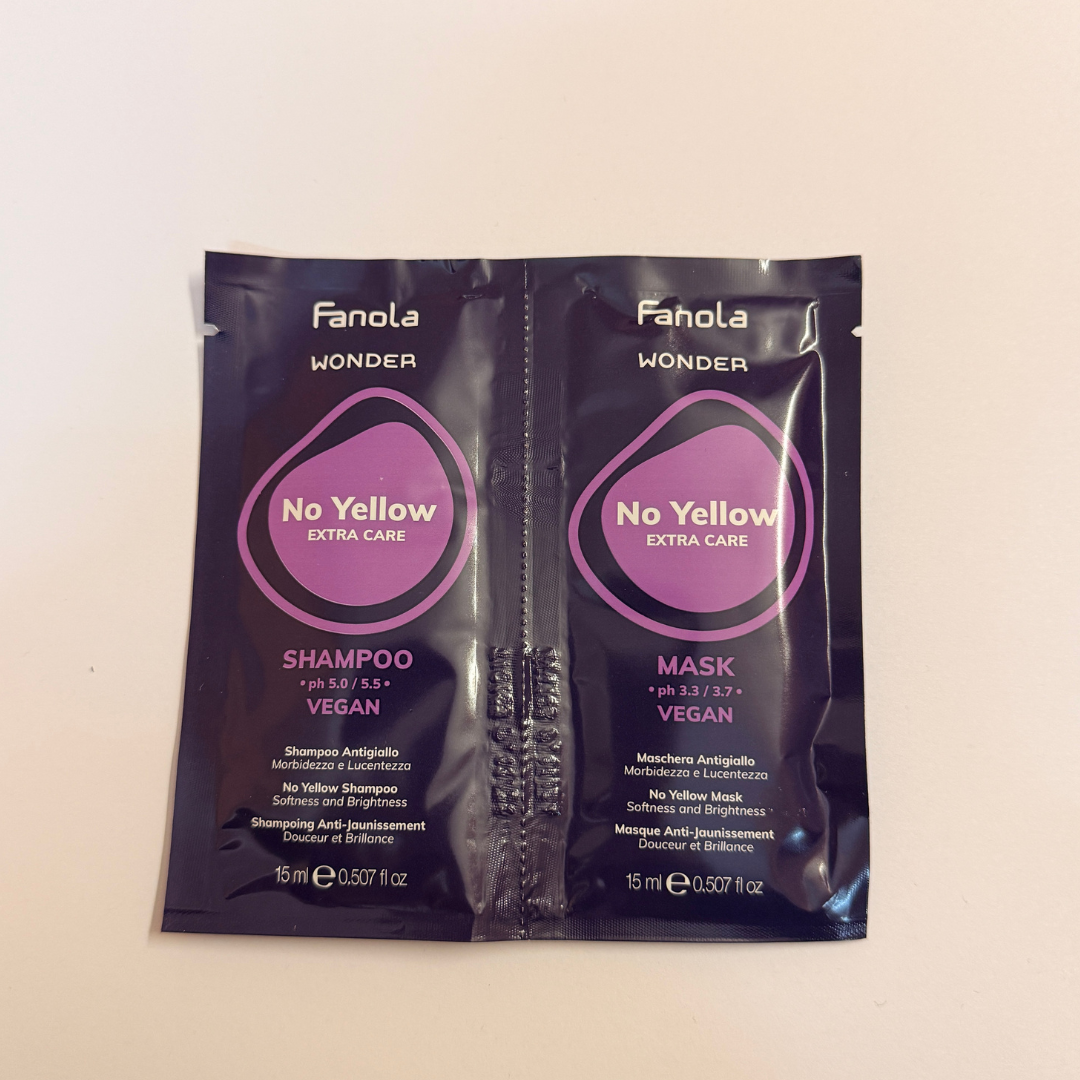 Fanola
WONDER
No Yellow
EXTRA CARE
SHAMPOO
• ph 5.0 / 5.5 •
VEGAN
Shampoo Antigiallo
Morbidezza e Lucentezza
No Yellow Shampoo
Softness and Brightness
Shampoing Anti-Jaunissement
Douceur et Brillance
15 ml e 0.507 fl oz
Fanola
WONDER
No Yellow
EXTRA CARE
MASK
• ph 3.3 / 3.7 •
VEGAN
Maschera Antigiallo
Morbidezza e Lucentezza
No Yellow Mask
Softness and Brightness
Masque Anti-Jaunissement
Douceur et Brillance
15 ml e 0.507 fl oz